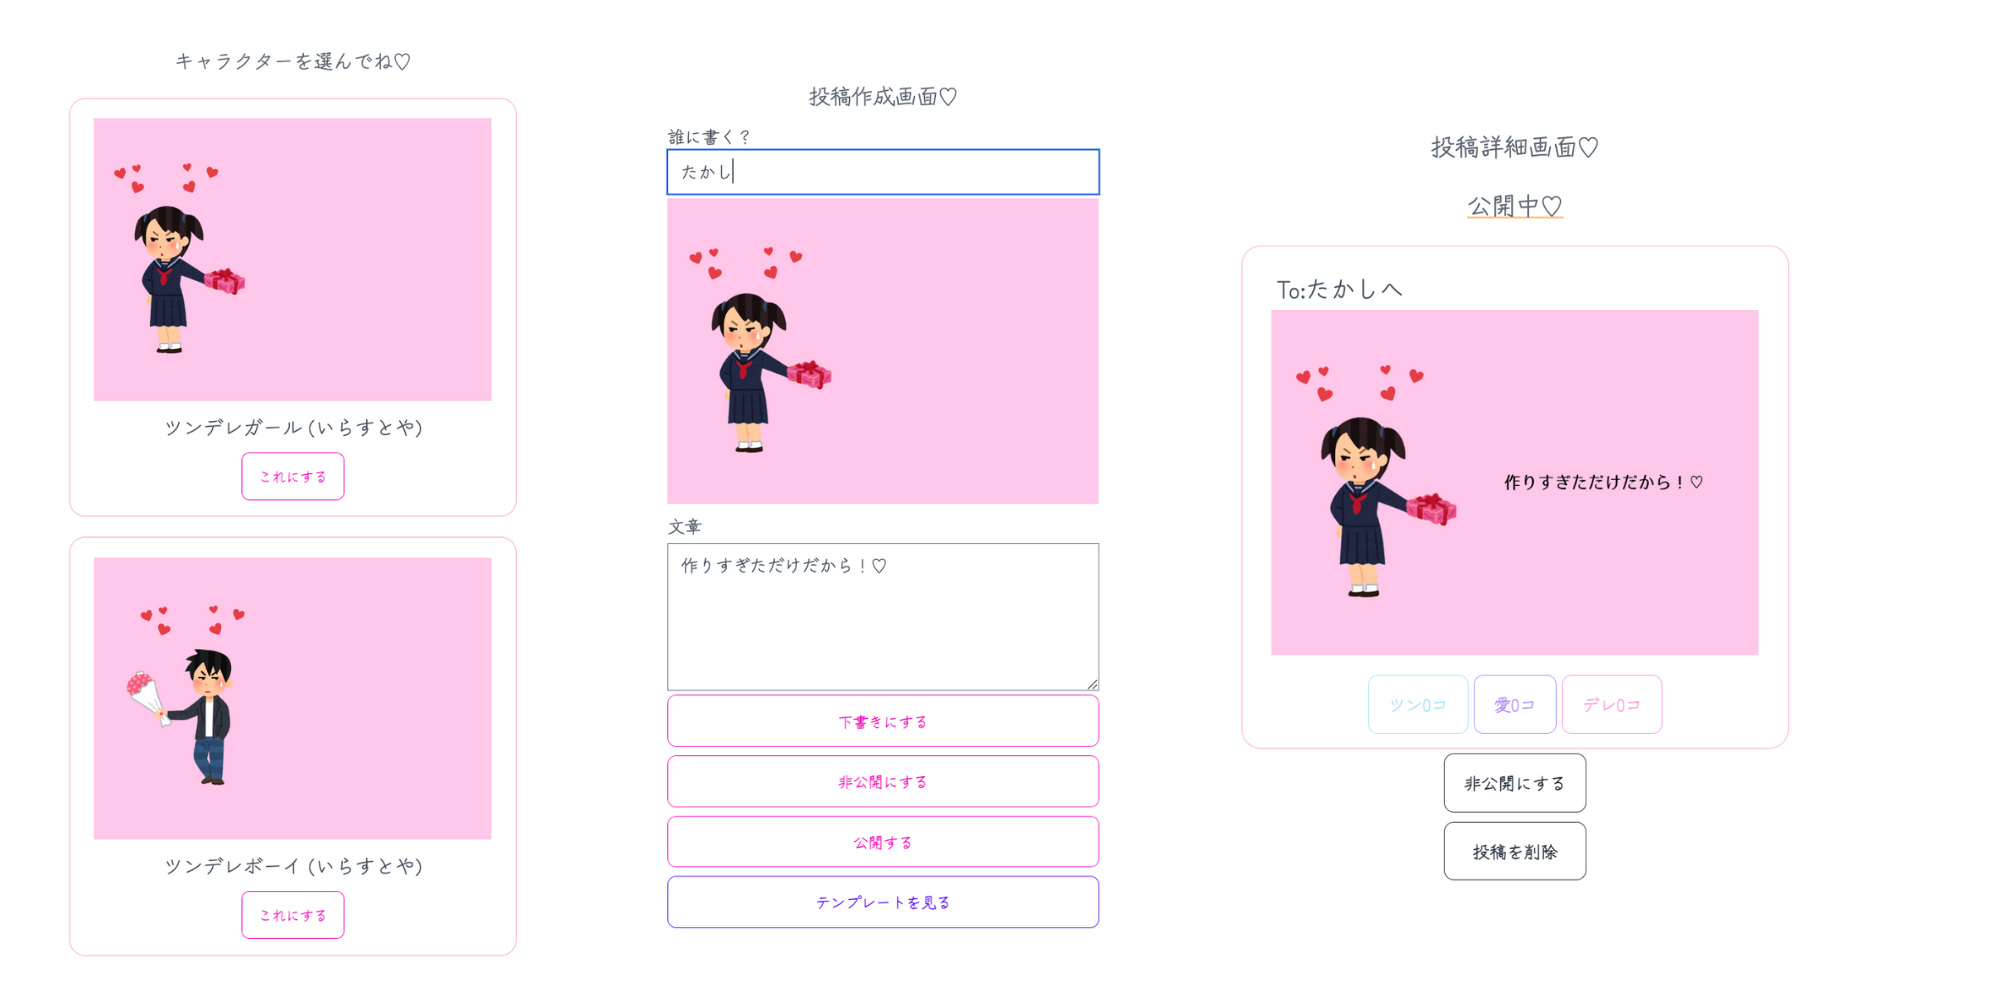 キャラクターを選んでね♡
ツンデレガール (いらすとや)
これにする
ツンデレボーイ (いらすとや)
これにする
投稿作成画面♡
誰に書く？
たかし
文章
作りすぎただけだから！♡
下書きにする
非公開にする
公開する
テンプレートを見る
投稿詳細画面♡
公開中♡
To:たかしへ
作りすぎただけだから！♡
ツン0コ
愛0コ
デレ0コ
非公開にする
投稿を削除